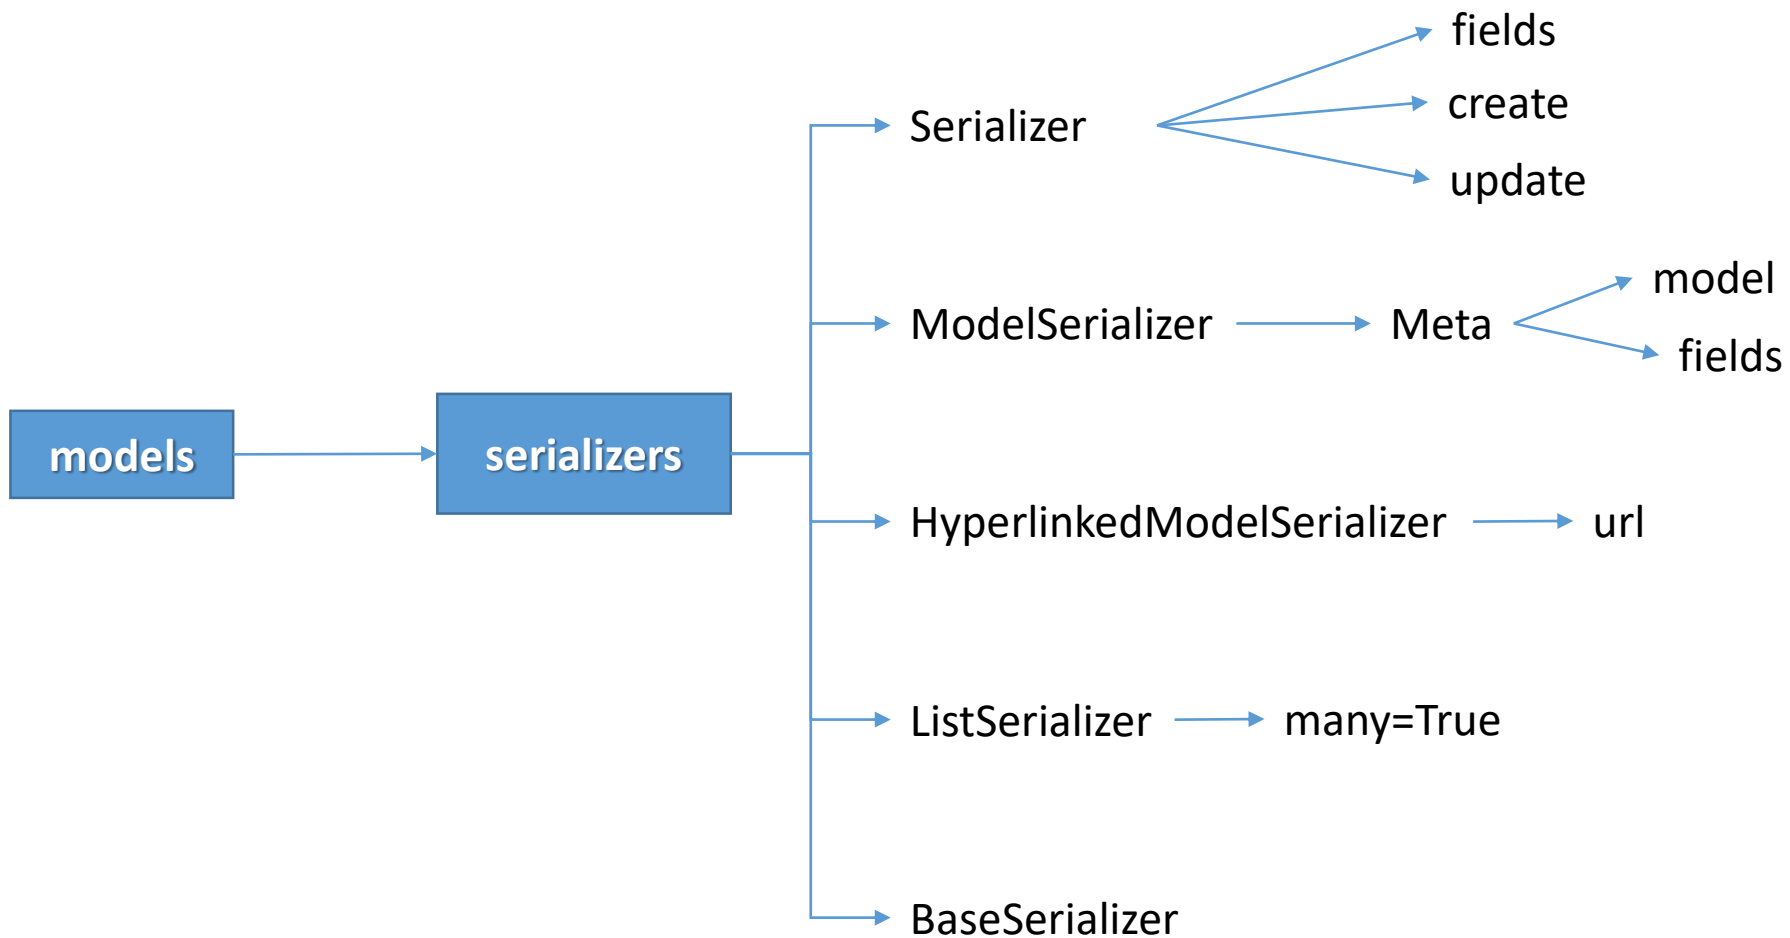 fields
create
Serializer
update
model
ModelSerializer
Meta
fields
models
serializers
HyperlinkedModelSerializer
url
ListSerializer
many=True
BaseSerializer